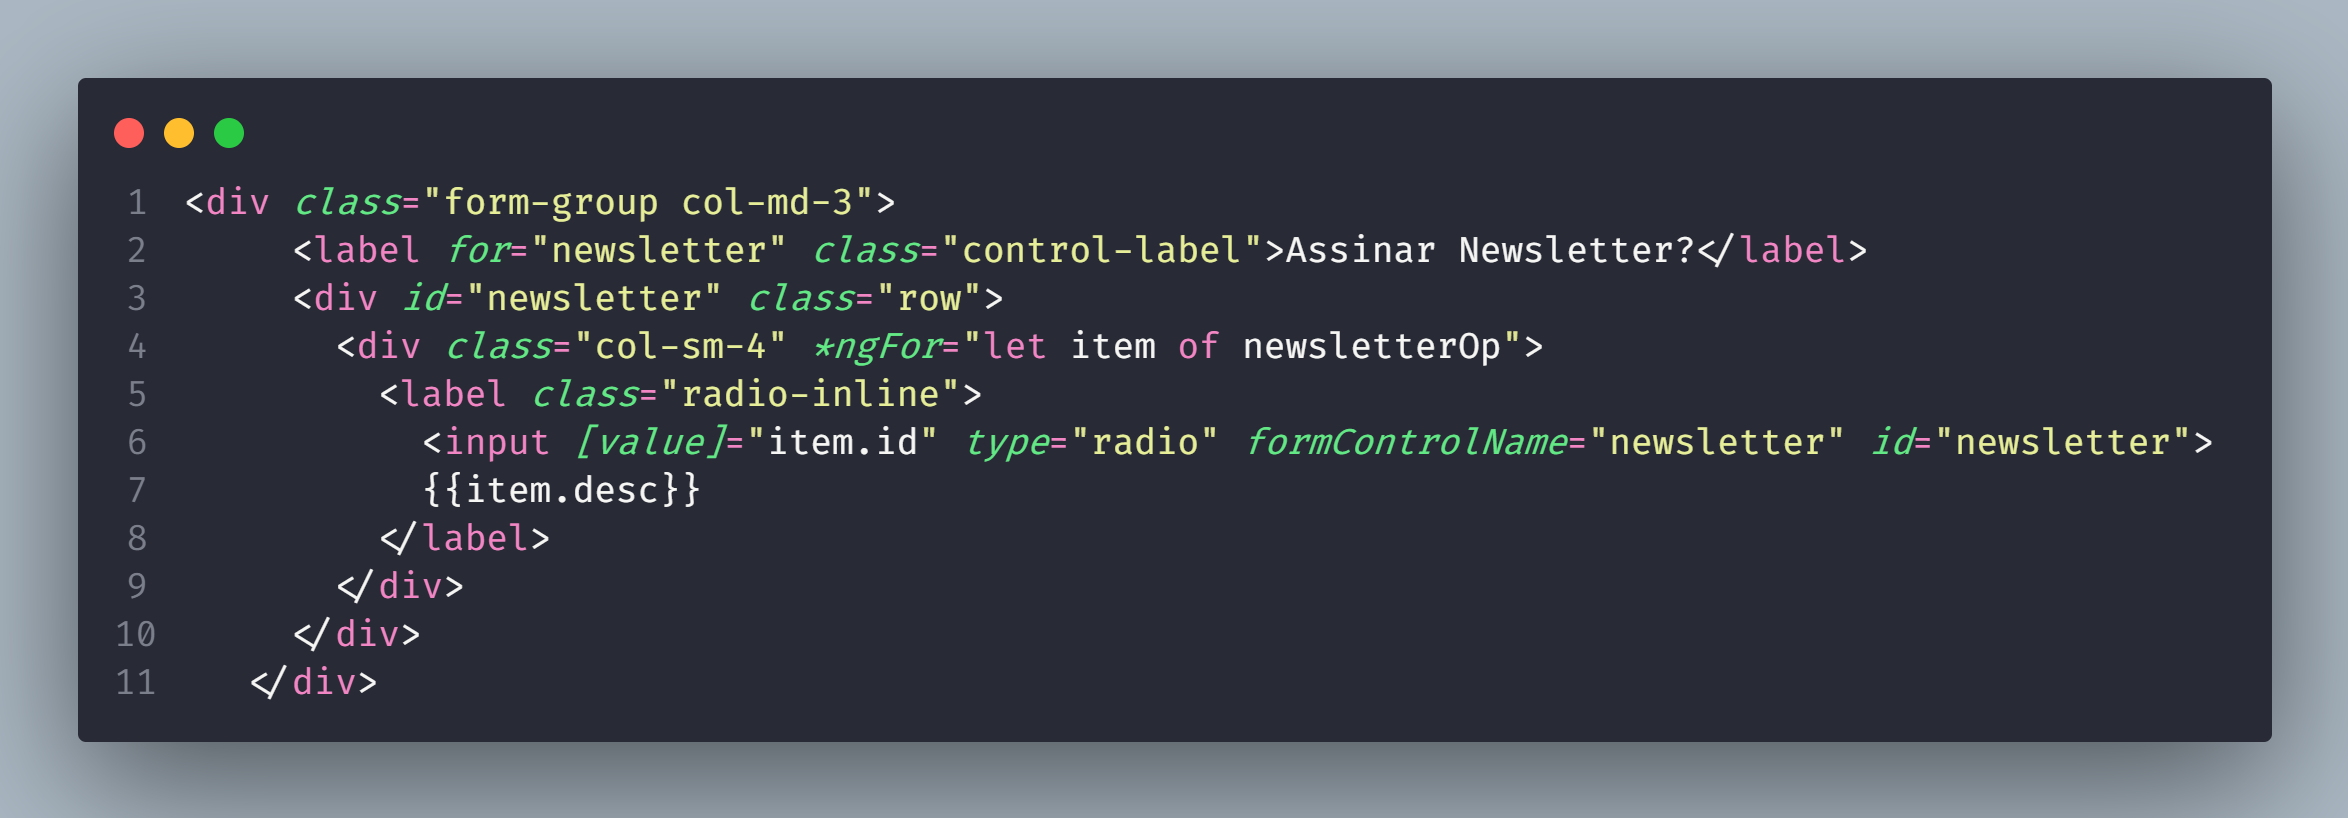 1 <div class="form-group col-md-3">
2      <label for="newsletter" class="control-label">Assinar Newsletter?</label>
3      <div id="newsletter" class="row">
4        <div class="col-sm-4" *ngFor="let item of newsletterOp">
5          <label class="radio-inline">
6            <input [value]="item.id" type="radio" formControlName="newsletter" id="newsletter">
7            {{item.desc}}
8          </label>
9        </div>
10      </div>
11    </div>